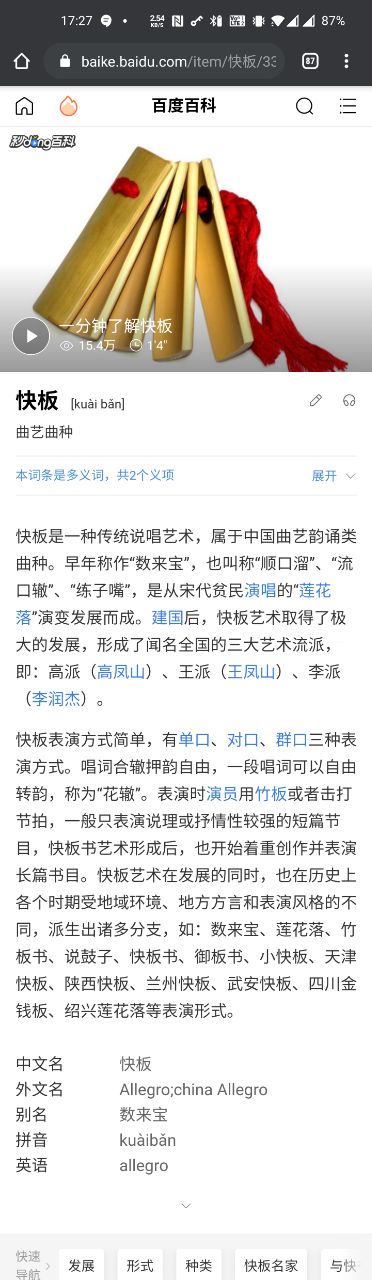 17:27
2.54
KB/S
87%
baike.baidu.com/item/快板/33
87
百度百科
秒dong百科
一分钟了解快板
15.4万 1'4"
快板 [kuài bǎn]
曲艺曲种
本词条是多义词，共2个义项 展开
快板是一种传统说唱艺术，属于中国曲艺韵诵类
曲种。早年称作“数来宝”，也叫称“顺口溜”、“流
口辙”、“练子嘴”，是从宋代贫民演唱的“莲花
落”演变发展而成。建国后，快板艺术取得了极
大的发展，形成了闻名全国的三大艺术流派，
即：高派（高凤山）、王派（王凤山）、李派
（李润杰）。
快板表演方式简单，有单口、对口、群口三种表
演方式。唱词合辙押韵自由，一段唱词可以自由
转韵，称为“花辙”。表演时演员用竹板或者击打
节拍，一般只表演说理或抒情性较强的短篇节
目，快板书艺术形成后，也开始着重创作并表演
长篇书目。快板艺术在发展的同时，也在历史上
各个时期受地域环境、地方方言和表演风格的不
同，派生出诸多分支，如：数来宝、莲花落、竹
板书、说鼓子、快板书、御板书、小快板、天津
快板、陕西快板、兰州快板、武安快板、四川金
钱板、绍兴莲花落等表演形式。
中文名 快板
外文名 Allegro;china Allegro
别名 数来宝
拼音 kuàibǎn
英语 allegro
快速
导航
发展 形式 种类 快板名家 与快